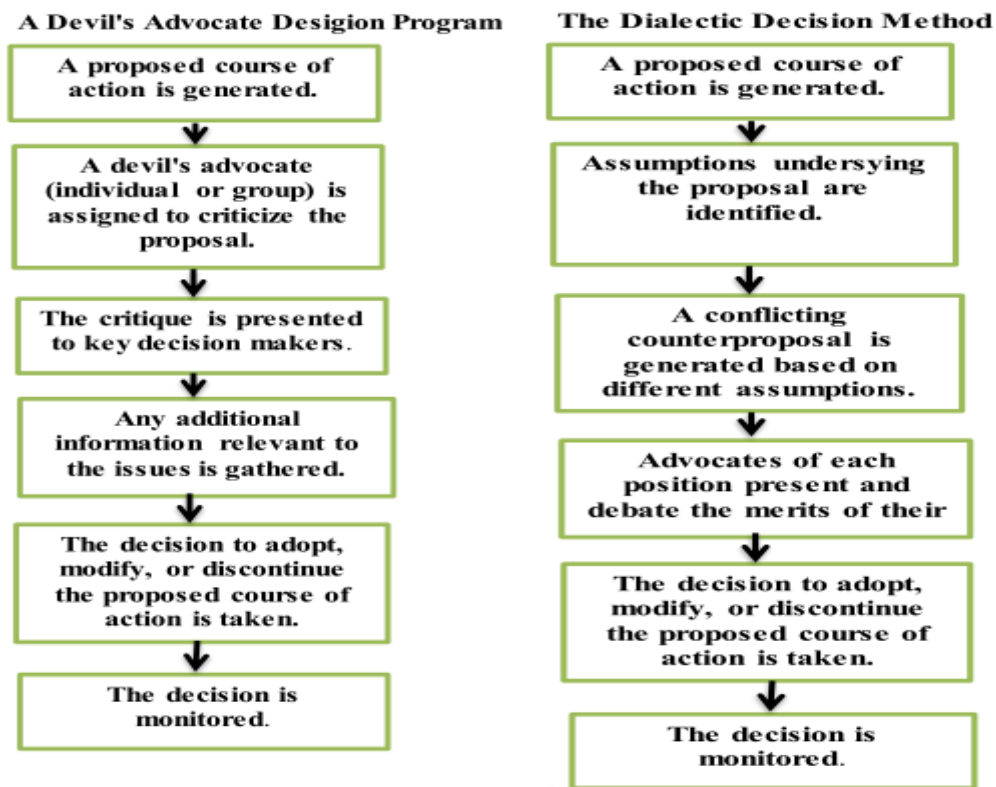 A Devil's Advocate Desigion Program
A proposed course of
action is generated.
A devil's advocate
(individual or group) is
assigned to criticize the
proposal.
The critique is presented
to key decision makers.
Any additional
information relevant to
the issues is gathered.
The decision to adopt,
modify, or discontinue
the proposed course of
action is taken.
The decision is
monitored.
The Dialectic Decision Method
A proposed course of
action is generated.
Assumptions undersying
the proposal are
identified.
A conflicting
counterproposal is
generated based on
different assumptions.
Advocates of each
position present and
debate the merits of their
The decision to adopt,
modify, or discontinue
the proposed course of
action is taken.
The decision is
monitored.